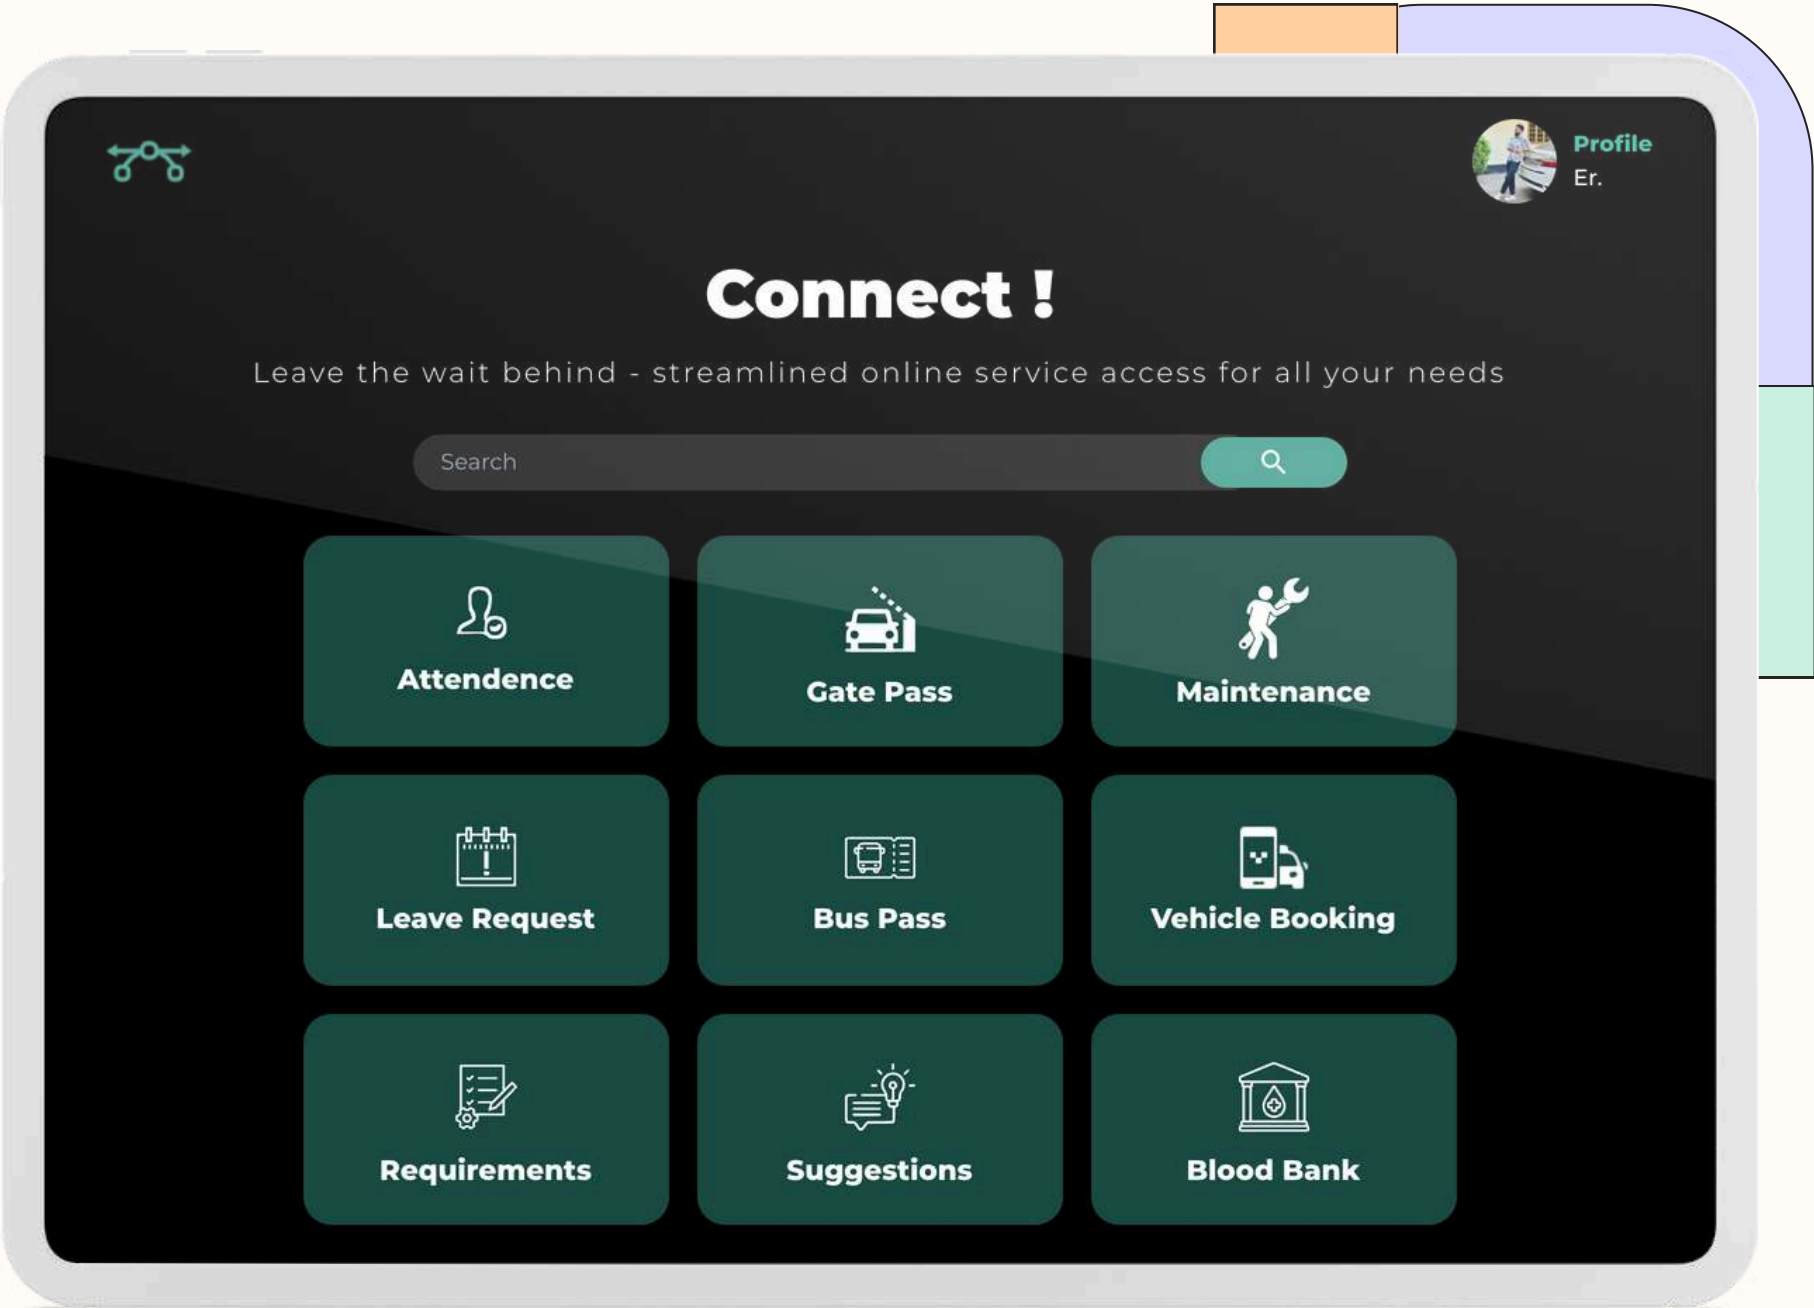 Profile
Er.
Connect !
Leave the wait behind - streamlined online service access for all your needs
Search
Attendence
Gate Pass
Maintenance
Leave Request
Bus Pass
Vehicle Booking
Requirements
Suggestions
Blood Bank